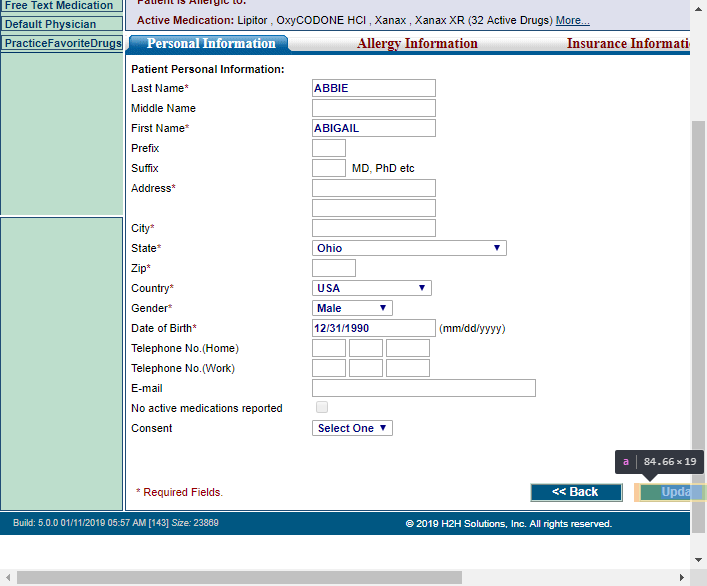 Free Text Medication
Patient is Allergic to:
Default Physician
Active Medication: Lipitor , OxyCODONE HCl , Xanax , Xanax XR (32 Active Drugs) More...
PracticeFavoriteDrugs
Personal Information Allergy Information Insurance Informati
Patient Personal Information:
Last Name* ABBIE
Middle Name
First Name* ABIGAIL
Prefix
Suffix MD, PhD etc
Address*
City*
State* Ohio
Zip*
Country* USA
Gender* Male
Date of Birth* 12/31/1990 (mm/dd/yyyy)
Telephone No.(Home)
Telephone No.(Work)
E-mail
No active medications reported
Consent Select One
a 84.66×19
* Required Fields. << Back Upda
Build: 5.0.0 01/11/2019 05:57 AM [143] Size: 23869 © 2019 H2H Solutions, Inc. All rights reserved.